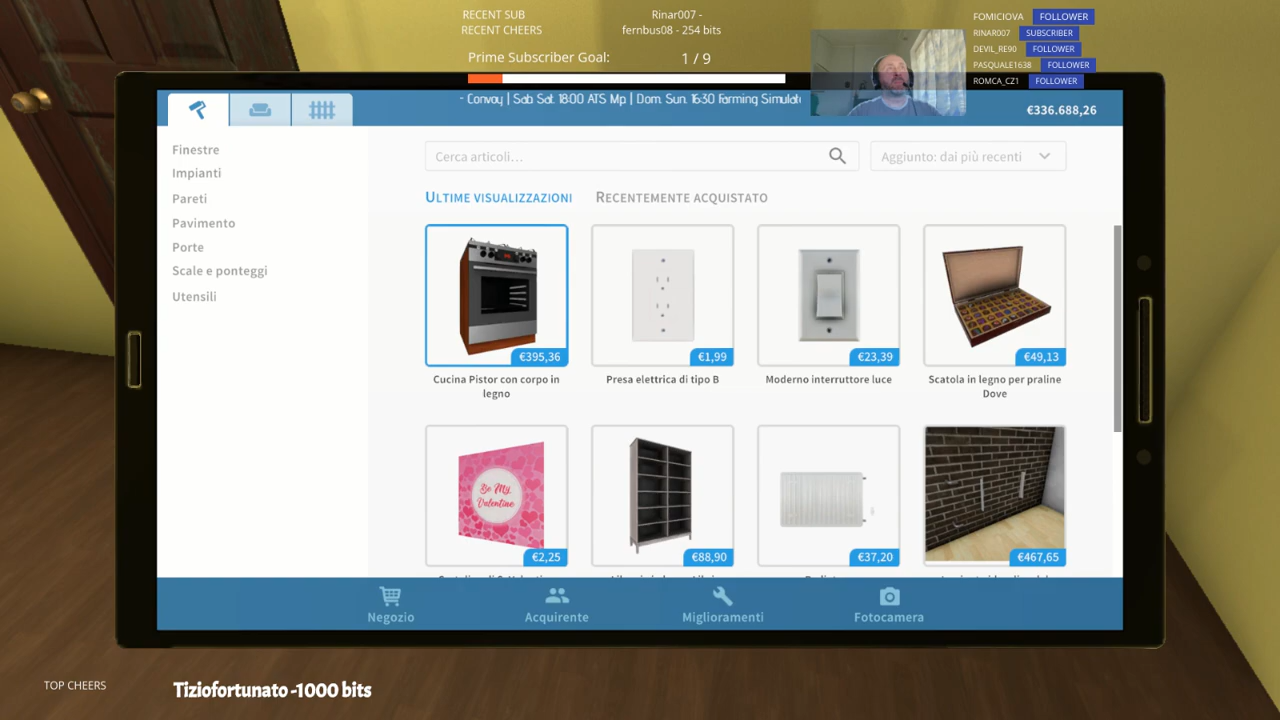 RECENT SUB
Rinar007 -
RECENT CHEERS
fernbus08 - 254 bits
Prime Subscriber Goal:
1 / 9
FOMICIOVA FOLLOWER
RINAR007 SUBSCRIBER
DEVIL_RE90 FOLLOWER
PASQUALE1638 FOLLOWER
ROMCA_CZ1 FOLLOWER
- Convoy | Sab Sat. 18:00 ATS Mp | Dom. Sun. 16:30 Farming
€336.688,26
Finestre
Impianti
Pareti
Pavimento
Porte
Scale e ponteggi
Utensili
Cerca articoli...
Aggiunto: dai più recenti
ULTIME VISUALIZZAZIONI
RECENTEMENTE ACQUISTATO
€395,36
Cucina Pistor con corpo in
legno
€1,99
Presa elettrica di tipo B
€23,39
Moderno interruttore luce
€49,13
Scatola in legno per praline
Dove
Be My
Valentine
€2,25
€88,90
€37,20
€467,65
Negozio
Acquirente
Miglioramenti
Fotocamera
TOP CHEERS
Tiziofortunato -1000 bits